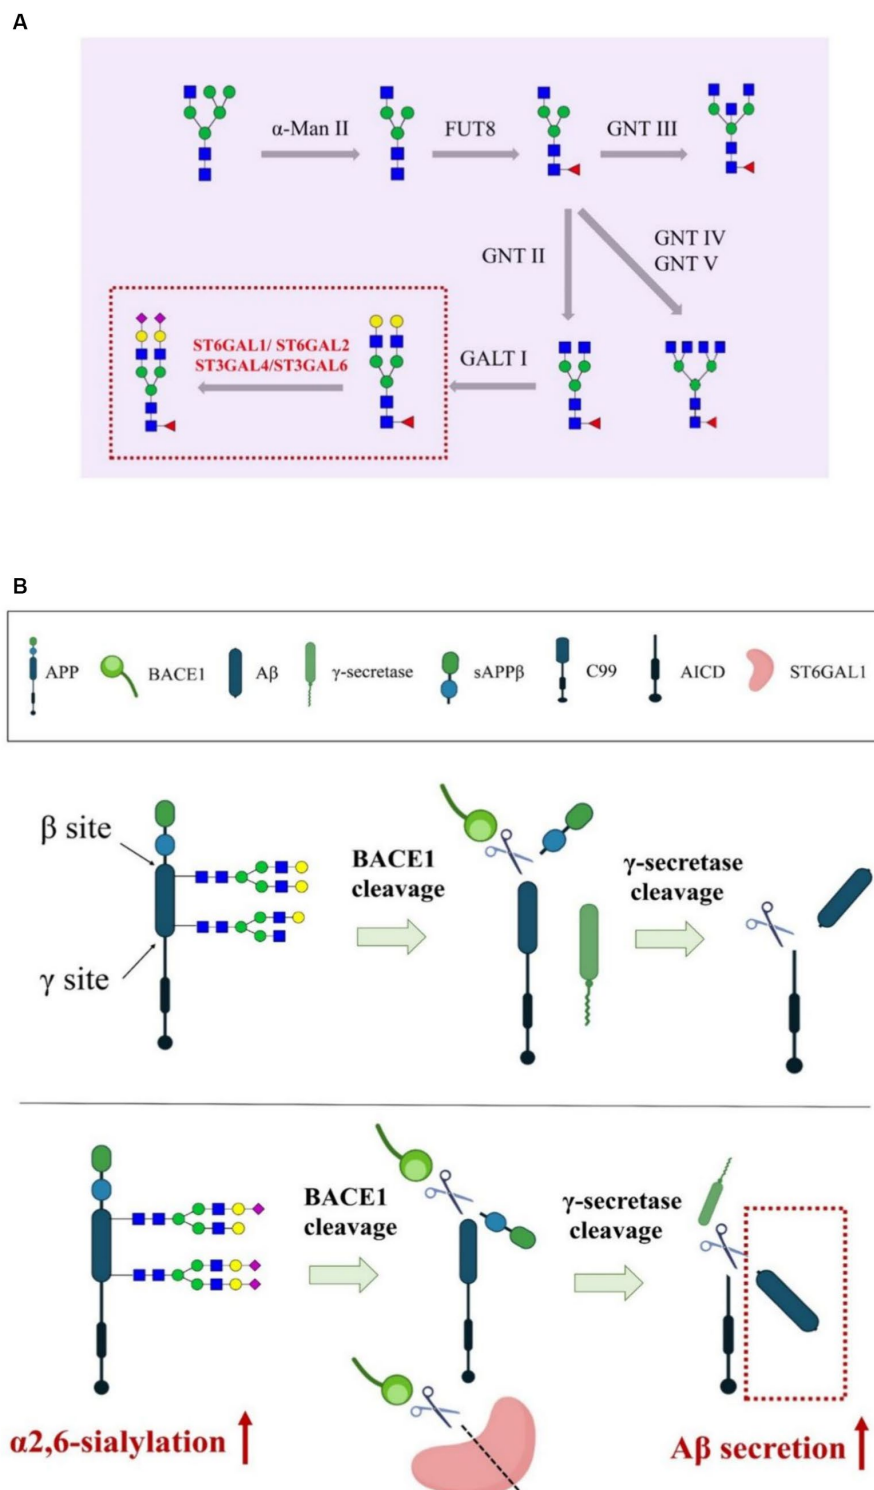 A
α-Man II
FUT8
GNT III
GNT II
GNT IV
GNT V
ST6GAL1/ ST6GAL2
ST3GAL4/ST3GAL6
GALT I
B
APP
BACE1
Aβ
γ-secretase
sAPPβ
C99
AICD
ST6GAL1
β site
γ site
BACE1
cleavage
γ-secretase
cleavage
BACE1
cleavage
γ-secretase
cleavage
α2,6-sialylation
Aβ secretion